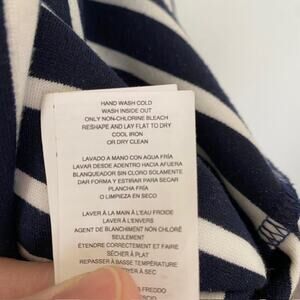 HAND WASH COLD
WASH INSIDE OUT
ONLY NON-CHLORINE BLEACH
RESHAPE AND LAY FLAT TO DRY
COOL IRON
OR DRY CLEAN
LAVADO A MANO CON AGUA FRÍA
LAVAR DESDE ADENTRO HACIA AFUERA
BLANQUEADOR SIN CLORO SOLAMENTE
DAR FORMA Y ESTIRAR PARA SECAR
PLANCHA FRÍA
O LIMPIEZA EN SECO
LAVER À LA MAIN À L'EAU FROIDE
LAVER À L'ENVERS
AGENT DE BLANCHIMENT NON CHLORÉ
SEULEMENT
ÉTENDRE CORRECTEMENT ET FAIRE
SÉCHER À PLAT
REPASSER À BASSE TEMPÉRATURE
À SEC
FREDDO